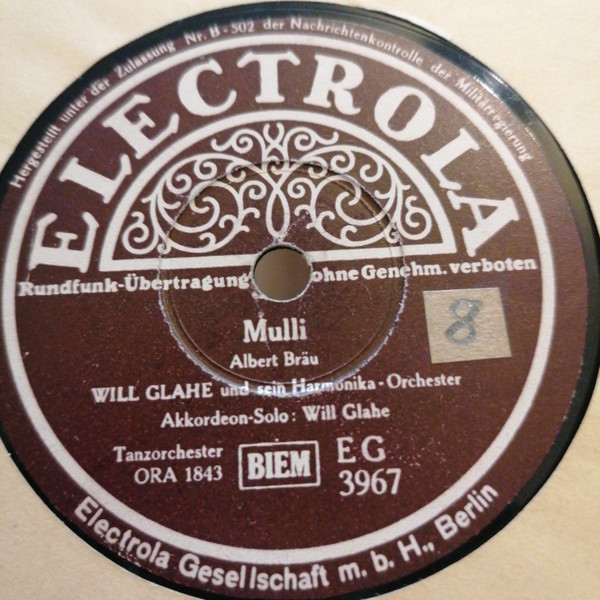 Hergestellt unter der Zulassung Nr. B-502 der Nachrichtenkontrolle der Militärregierung
ELECTROLA
Rundfunk-Übertragung ohne Genehm. verboten
Mulli
8
Albert Bräu
WILL GLAHE und sein Harmonika-Orchester
Akkordeon-Solo: Will Glahe
Tanzorchester
ORA 1843
BIEM
EG
3967
Electrola Gesellschaft m. b. H., Berlin